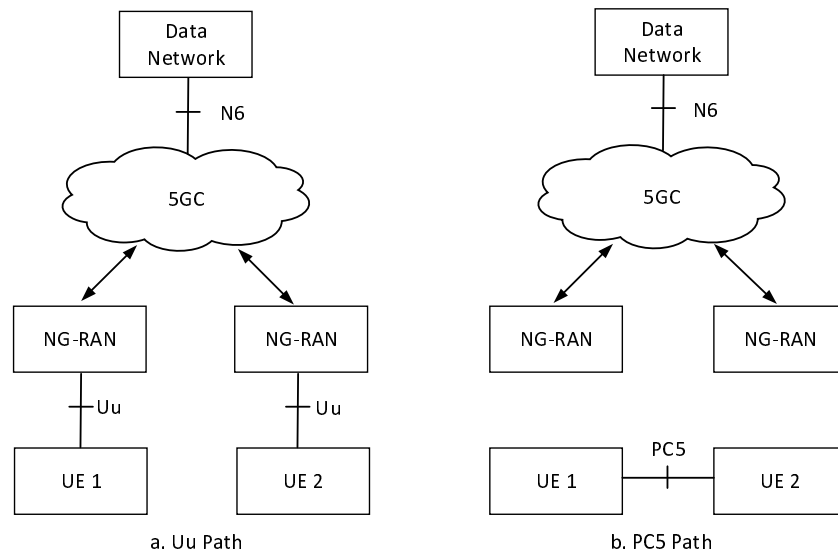 Data
Network
N6
5GC
NG-RAN
NG-RAN
Uu
Uu
UE 1
UE 2
a. Uu Path
Data
Network
N6
5GC
NG-RAN
NG-RAN
PC5
UE 1
UE 2
b. PC5 Path